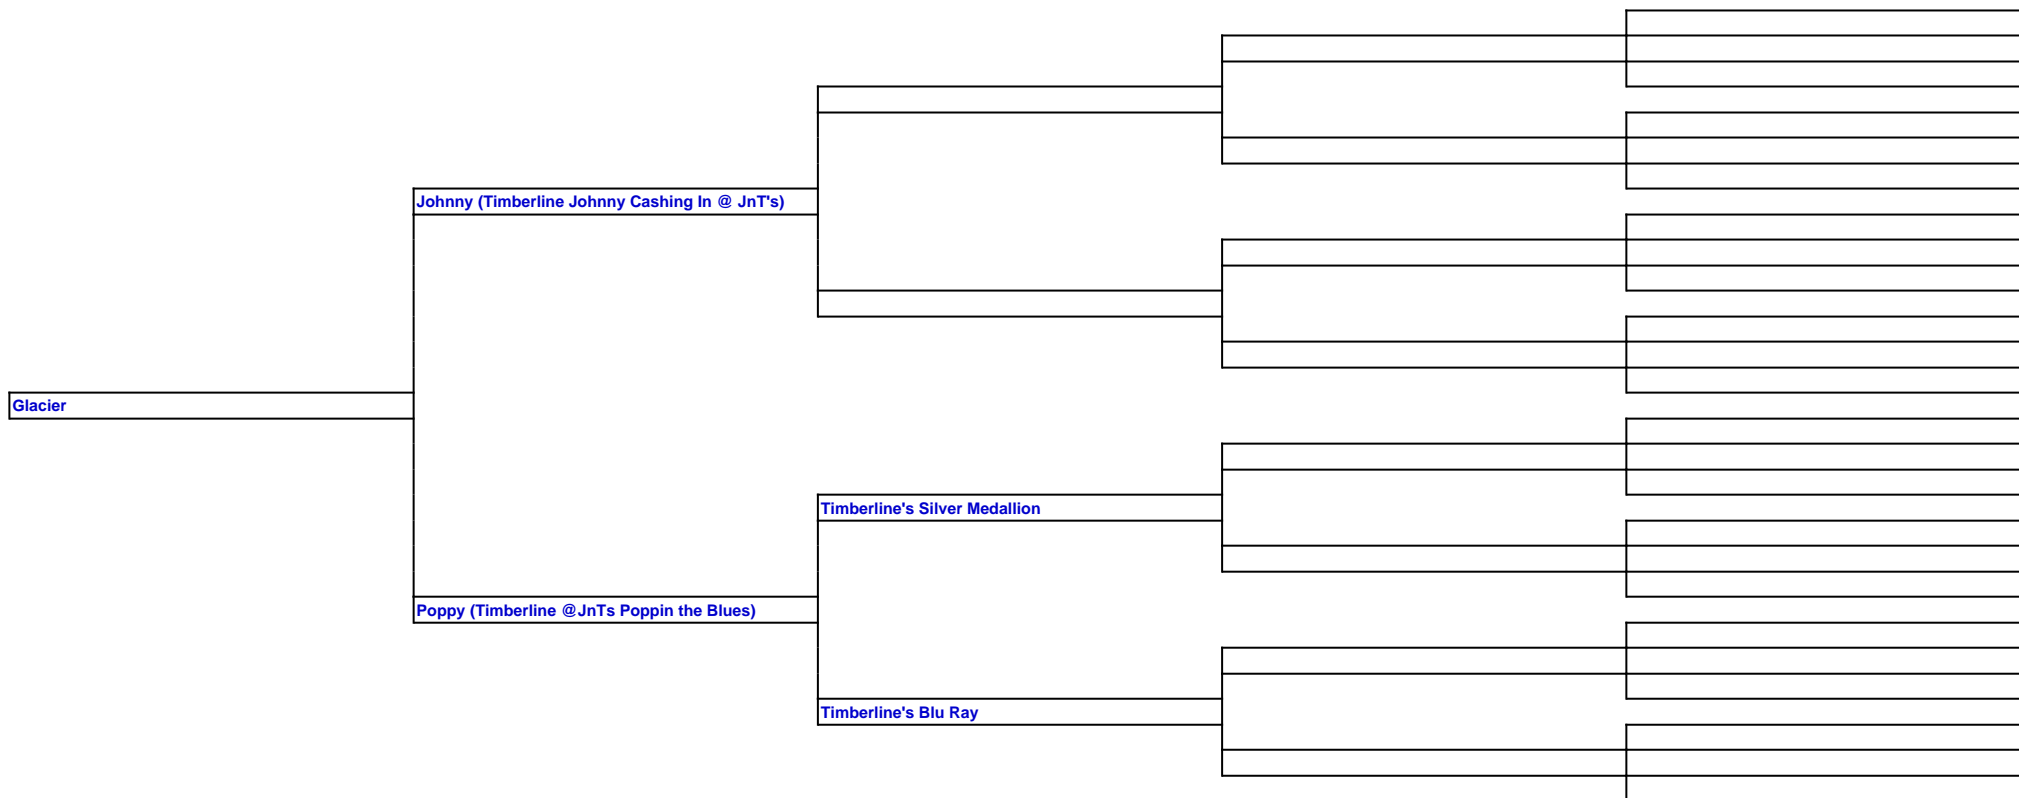 Johnny (Timberline Johnny Cashing In @ JnT's)
Glacier
Timberline's Silver Medallion
Poppy (Timberline @JnTs Poppin the Blues)
Timberline's Blu Ray